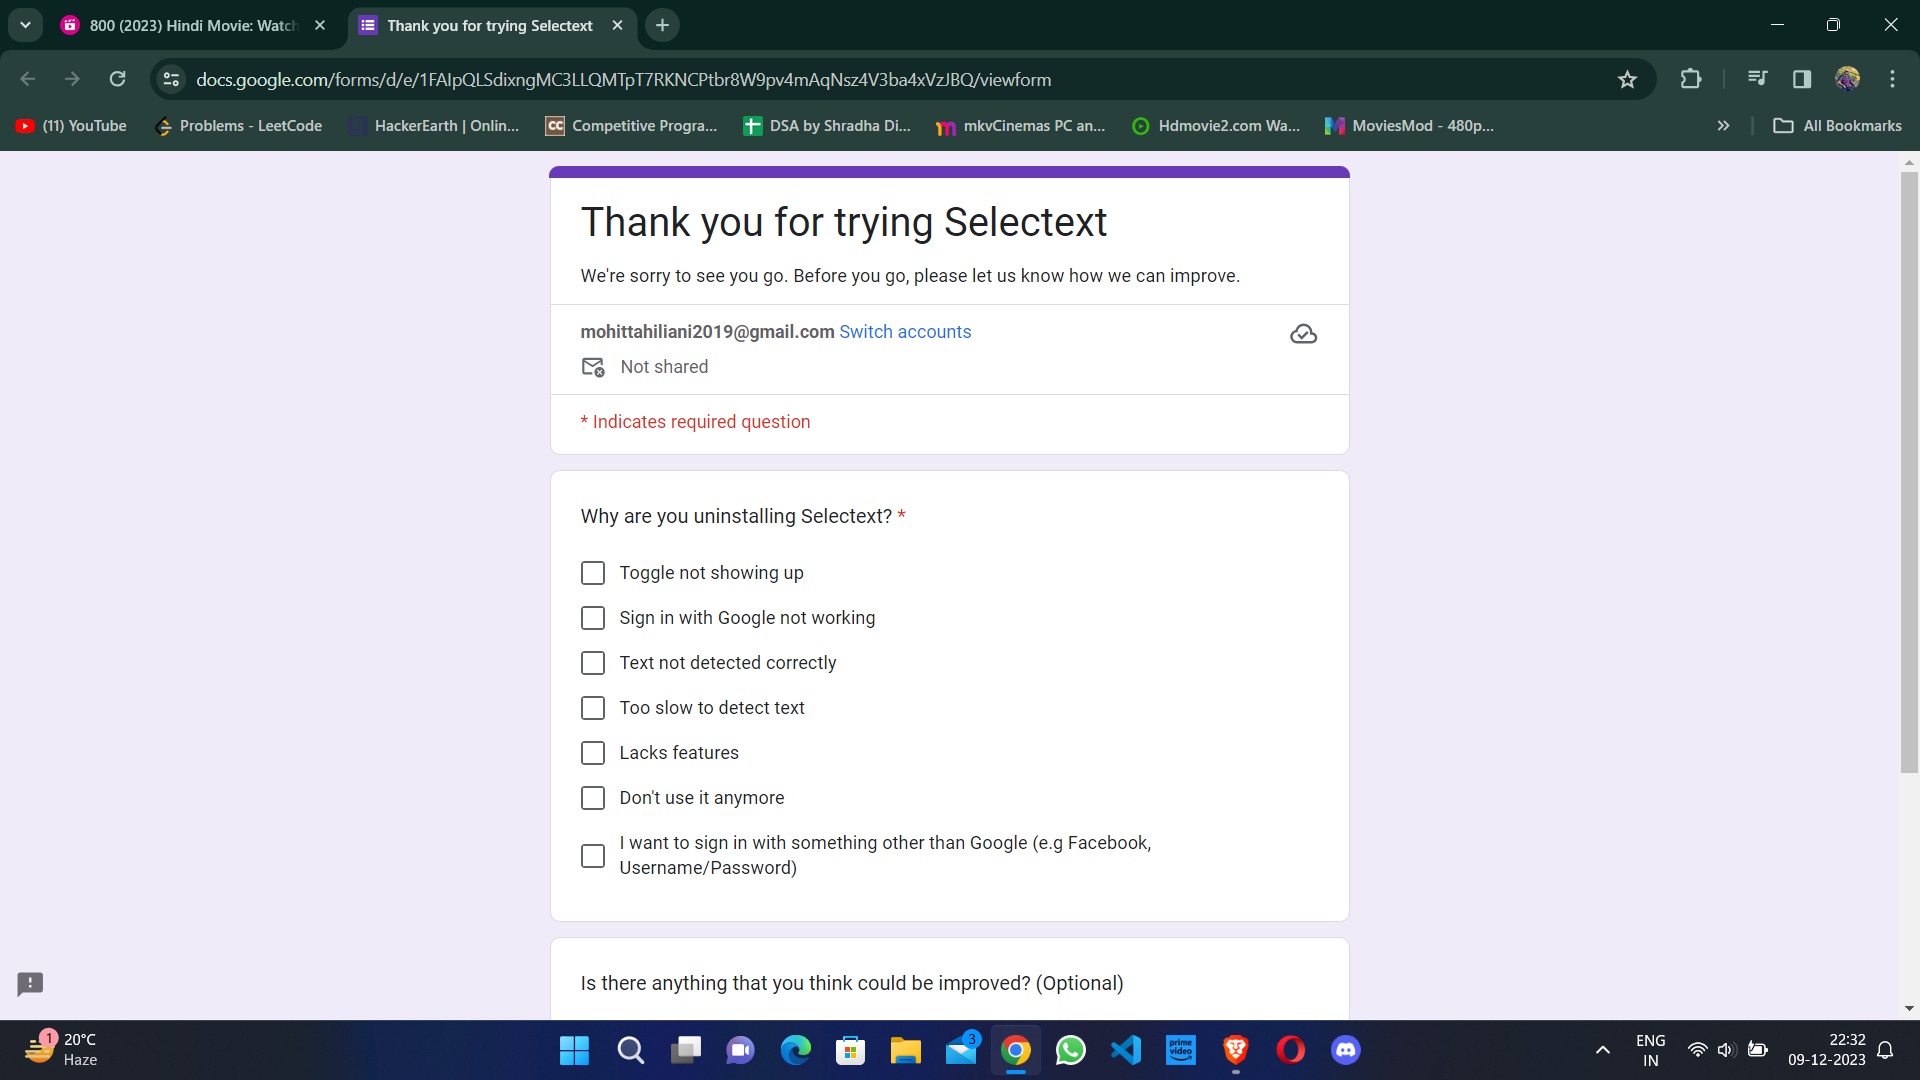 800 (2023) Hindi Movie: Watch
Thank you for trying Selectext
docs.google.com/forms/d/e/1FAIpQLSdixngMC3LLQMTpT7RKNCPtbr8W9pv4mAqNsz4V3ba4xVzJBQ/viewform
(11) YouTube
Problems - LeetCode
HackerEarth | Onlin...
CC
Competitive Progra...
DSA by Shradha Di...
mkvCinemas PC an...
Hdmovie2.com Wa...
MoviesMod - 480p...
All Bookmarks
Thank you for trying Selectext
We're sorry to see you go. Before you go, please let us know how we can improve.
mohittahiliani2019@gmail.com Switch accounts
Not shared
* Indicates required question
Why are you uninstalling Selectext? *
Toggle not showing up
Sign in with Google not working
Text not detected correctly
Too slow to detect text
Lacks features
Don't use it anymore
I want to sign in with something other than Google (e.g Facebook,
Username/Password)
Is there anything that you think could be improved? (Optional)
1
20°C
Haze
3
prime
video
ENG
IN
22:32
09-12-2023